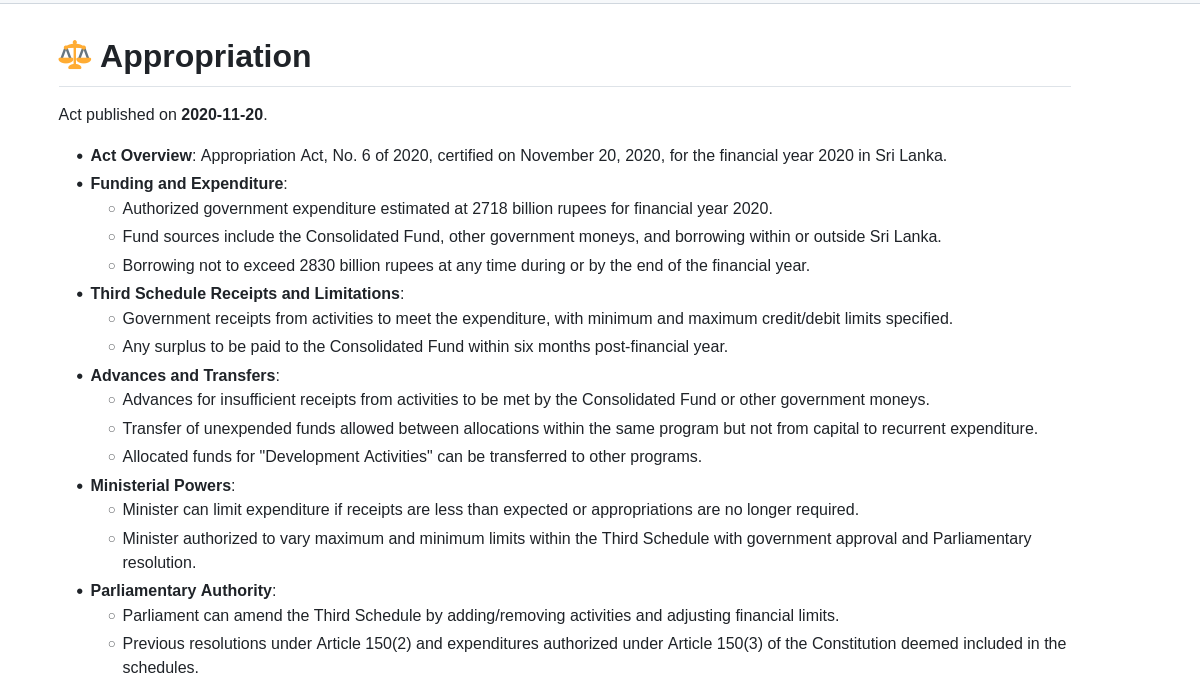 ⚖️ Appropriation
Act published on 2020-11-20.
• Act Overview: Appropriation Act, No. 6 of 2020, certified on November 20, 2020, for the financial year 2020 in Sri Lanka.
• Funding and Expenditure:
○ Authorized government expenditure estimated at 2718 billion rupees for financial year 2020.
○ Fund sources include the Consolidated Fund, other government moneys, and borrowing within or outside Sri Lanka.
○ Borrowing not to exceed 2830 billion rupees at any time during or by the end of the financial year.
• Third Schedule Receipts and Limitations:
○ Government receipts from activities to meet the expenditure, with minimum and maximum credit/debit limits specified.
○ Any surplus to be paid to the Consolidated Fund within six months post-financial year.
• Advances and Transfers:
○ Advances for insufficient receipts from activities to be met by the Consolidated Fund or other government moneys.
○ Transfer of unexpended funds allowed between allocations within the same program but not from capital to recurrent expenditure.
○ Allocated funds for "Development Activities" can be transferred to other programs.
• Ministerial Powers:
○ Minister can limit expenditure if receipts are less than expected or appropriations are no longer required.
○ Minister authorized to vary maximum and minimum limits within the Third Schedule with government approval and Parliamentary
resolution.
• Parliamentary Authority:
○ Parliament can amend the Third Schedule by adding/removing activities and adjusting financial limits.
○ Previous resolutions under Article 150(2) and expenditures authorized under Article 150(3) of the Constitution deemed included in the
schedules.